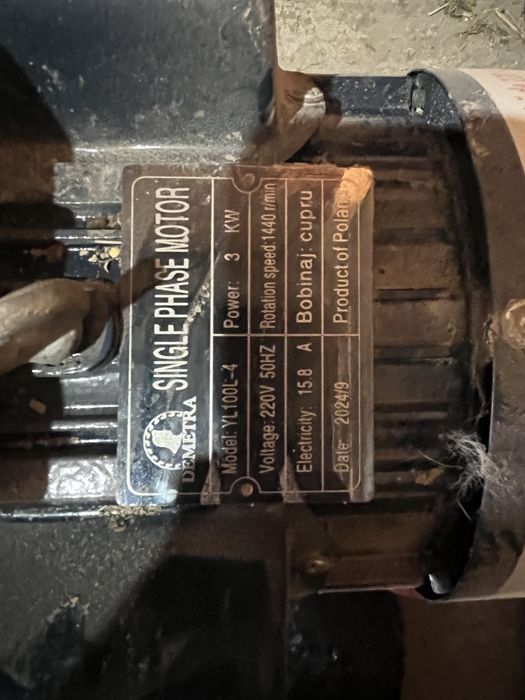 SINGLE PHASE MOTOR
DEMETRA
Model: YL100L-4 Power: 3 KW
Voltage: 220V 50HZ Rotation speed:1440 r/min
Electricity: 15.8 A Bobinaj: cupru
Date: 2024/9 Product of Poland